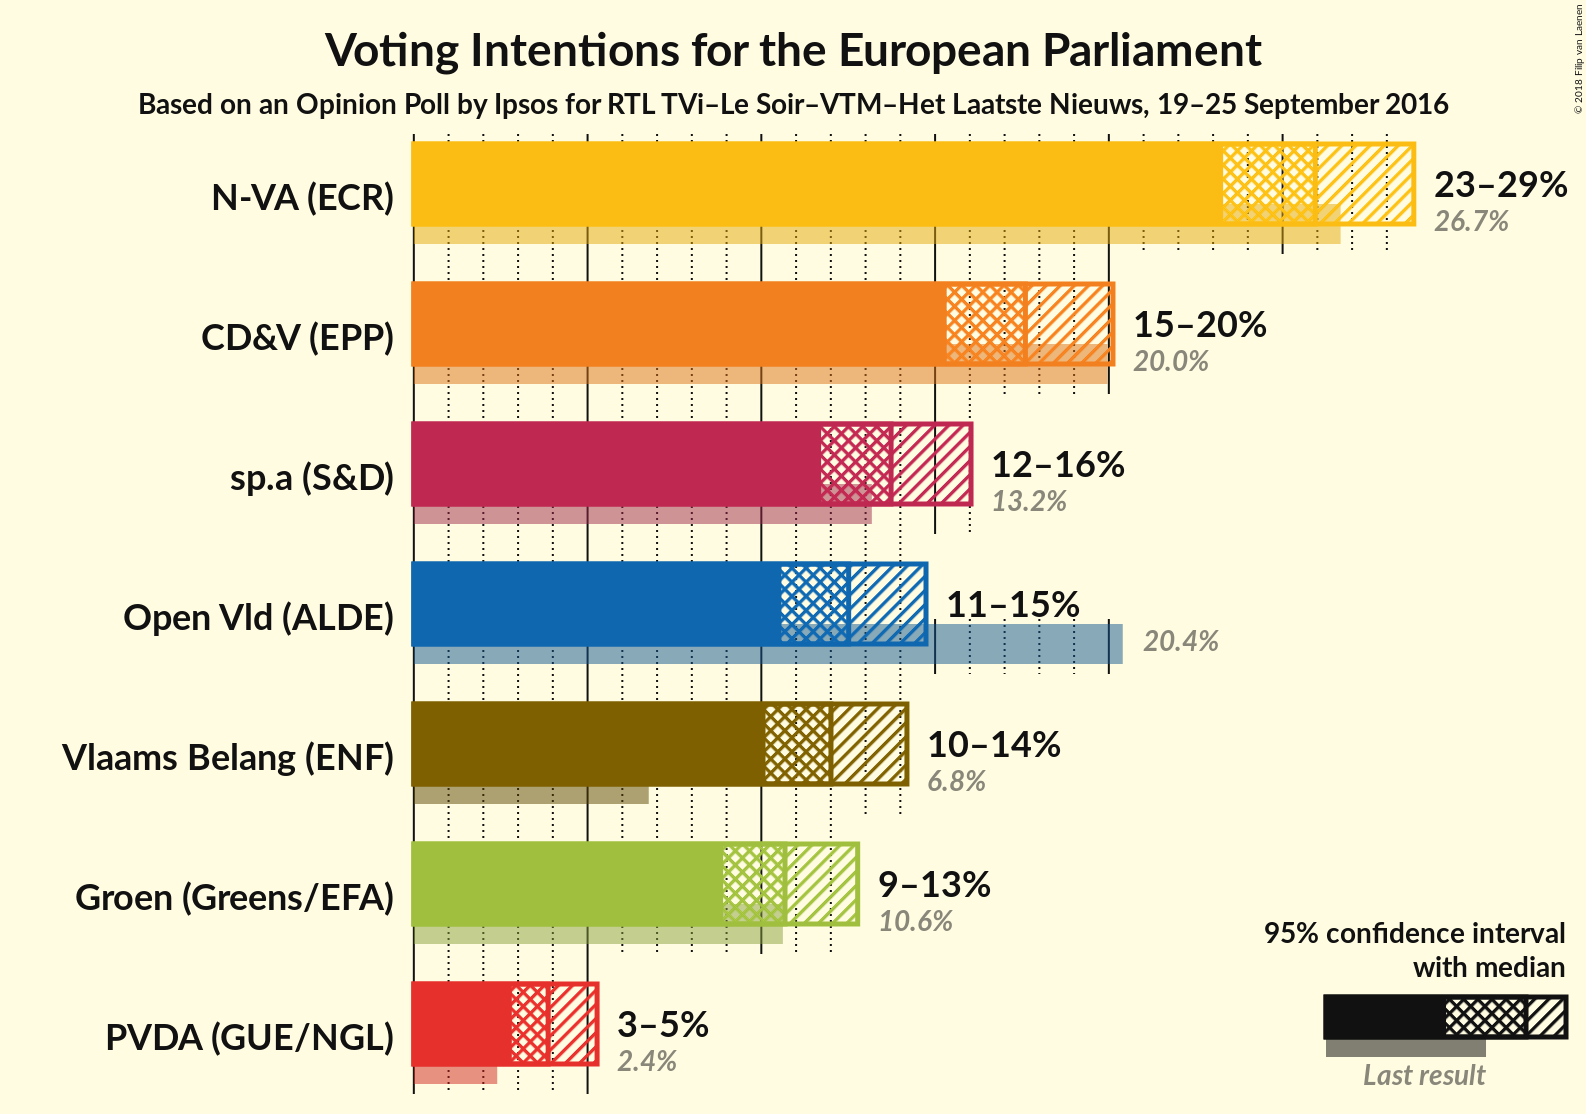 Voting Intentions for the European Parliament
Based on an Opinion Poll by Ipsos for RTL TVi–Le Soir–VTM–Het Laatste Nieuws, 19–25 September 2016
© 2018 Filip van Laenen
N-VA (ECR)
23–29%
26.7%
CD&V (EPP)
15–20%
20.0%
sp.a (S&D)
12–16%
13.2%
Open Vld (ALDE)
11–15%
20.4%
Vlaams Belang (ENF)
10–14%
6.8%
Groen (Greens/EFA)
9–13%
10.6%
PVDA (GUE/NGL)
3–5%
2.4%
95% confidence interval
with median
Last result